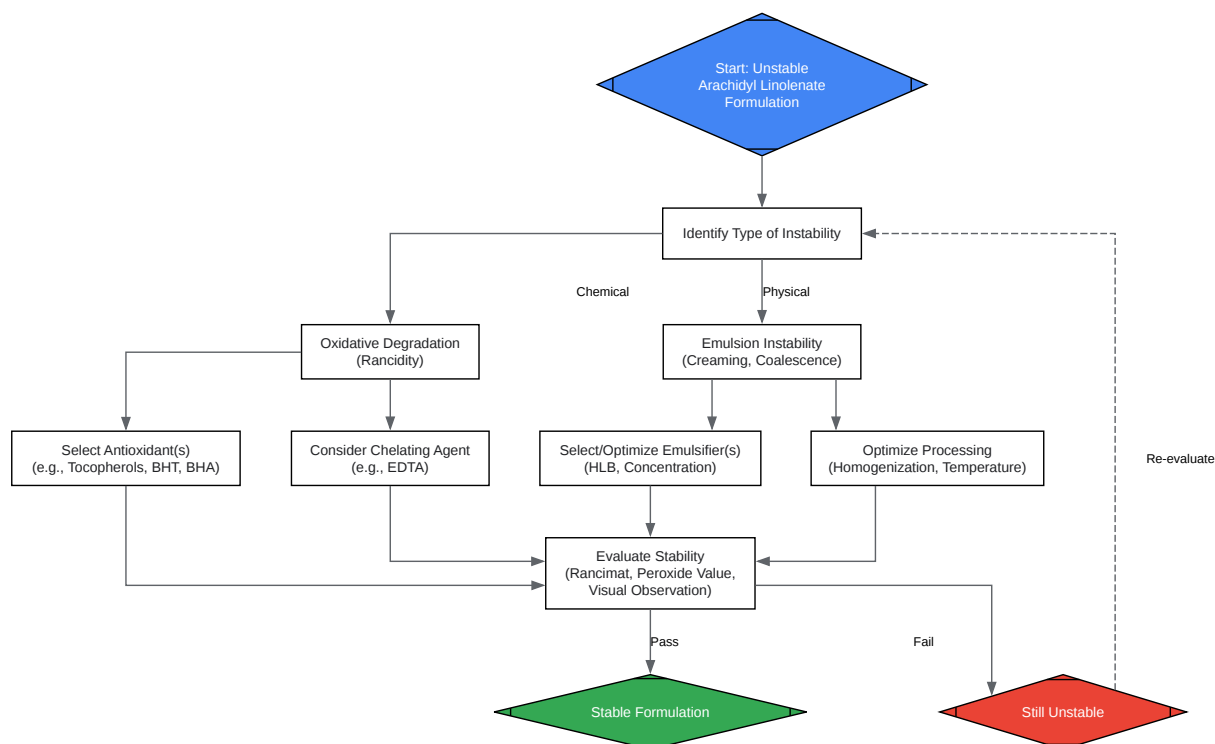 Start: Unstable
Arachidyl Linolenate
Formulation
Identify Type of Instability
Chemical
Physical
Oxidative Degradation
(Rancidity)
Emulsion Instability
(Creaming, Coalescence)
Select Antioxidant(s)
(e.g., Tocopherols, BHT, BHA)
Consider Chelating Agent
(e.g., EDTA)
Select/Optimize Emulsifier(s)
(HLB, Concentration)
Optimize Processing
(Homogenization, Temperature)
Re-evaluate
Evaluate Stability
(Rancimat, Peroxide Value,
Visual Observation)
Pass
Fail
Stable Formulation
Still Unstable